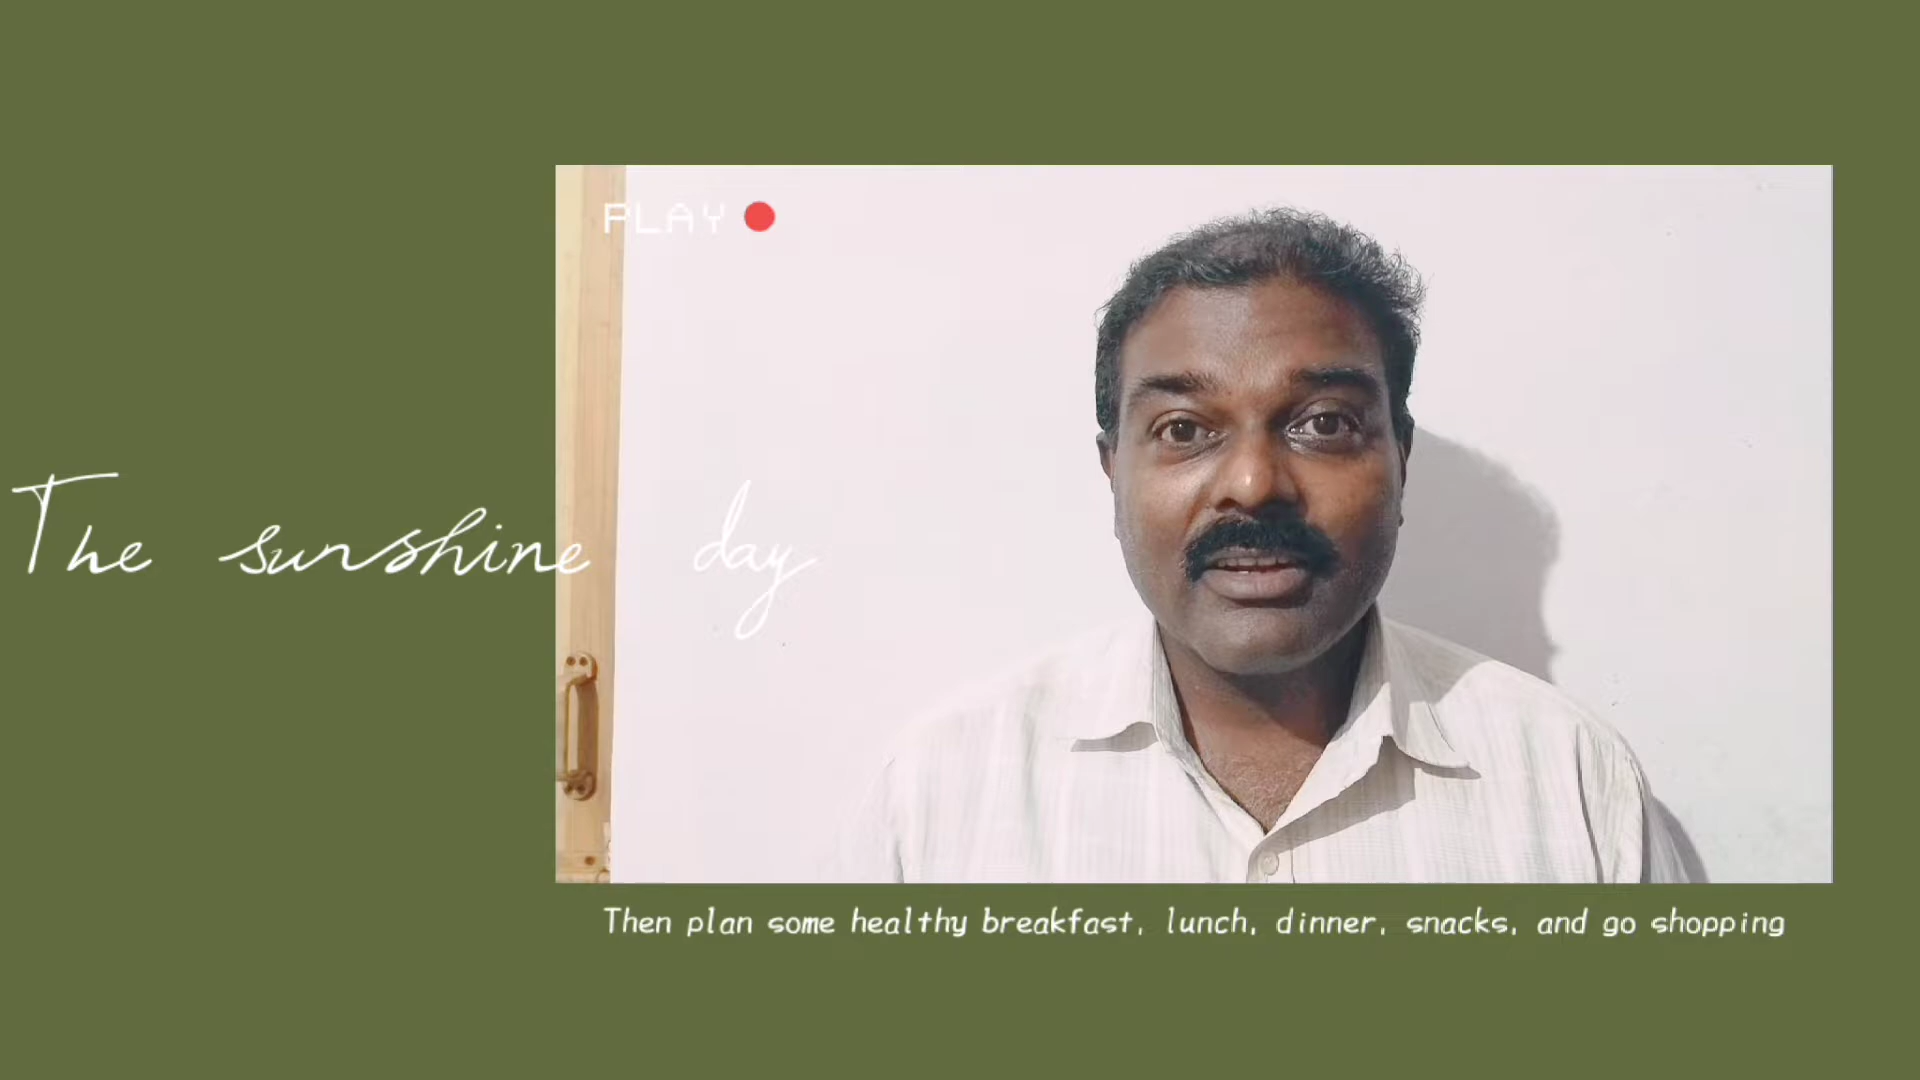 PLAY
The sunshine day
Then plan some healthy breakfast, lunch, dinner, snacks, and go shopping